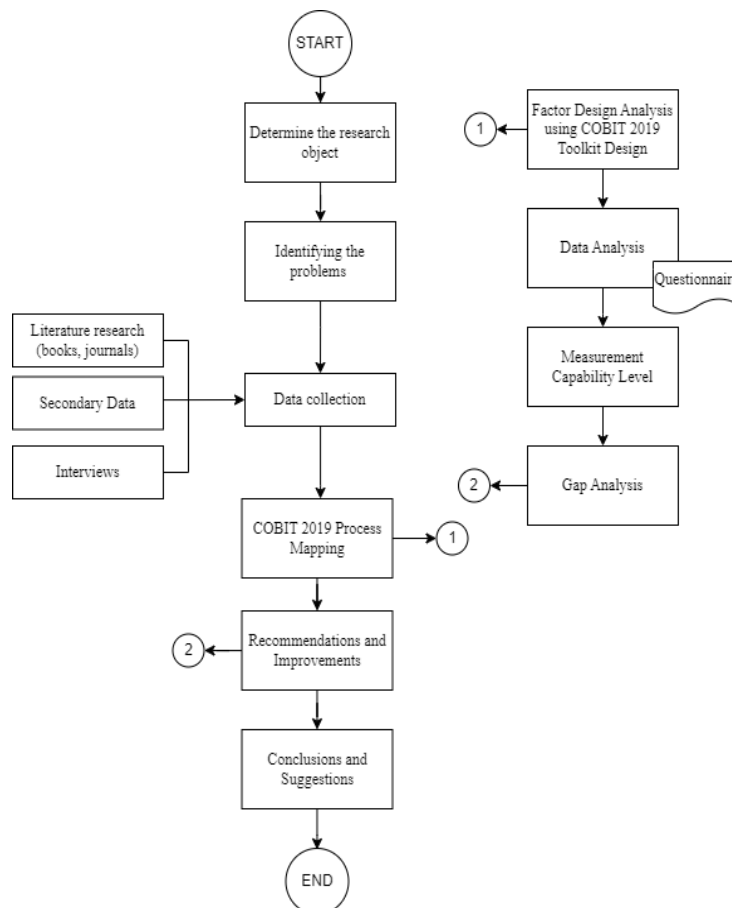 START
Determine the research
object
Identifying the
problems
Literature research
(books, journals)
Secondary Data
Interviews
Data collection
COBIT 2019 Process
Mapping
1
2
Recommendations and
Improvements
Conclusions and
Suggestions
END
1
Factor Design Analysis
using COBIT 2019
Toolkit Design
Data Analysis
Questionnair
Measurement
Capability Level
2
Gap Analysis